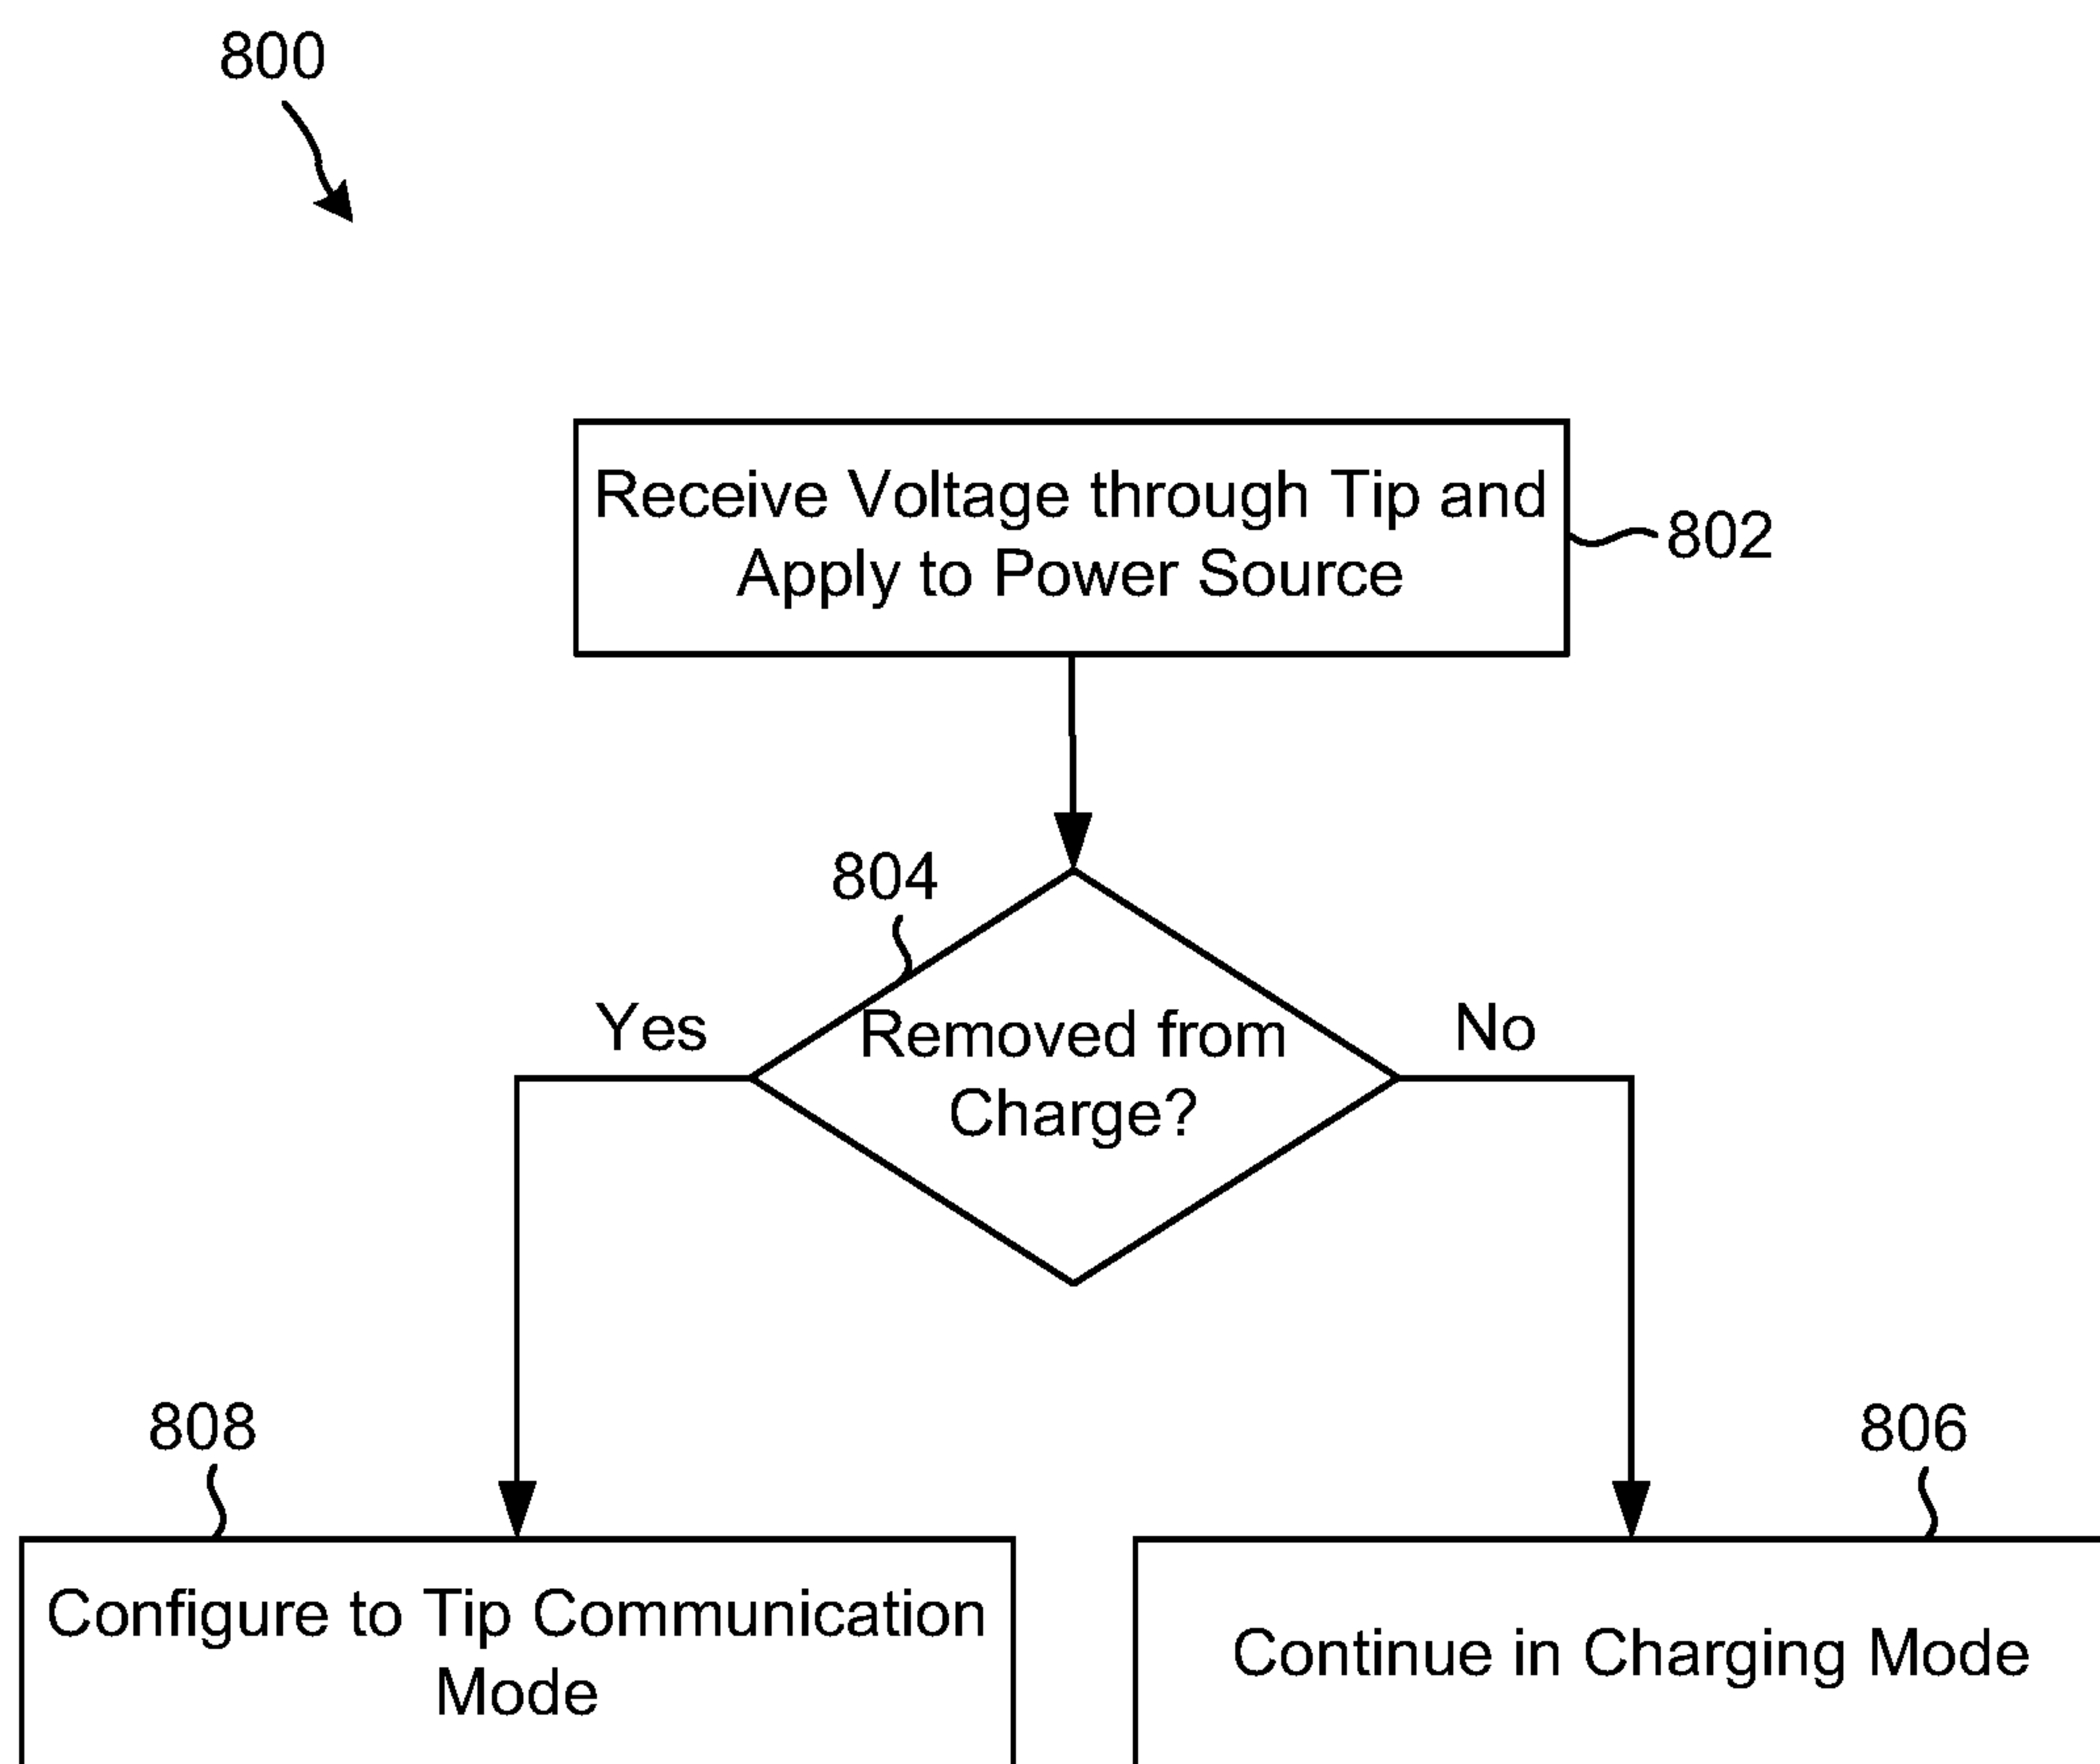 800
Receive Voltage through Tip and
Apply to Power Source
802
804
Yes
Removed from
Charge?
No
808
806
Configure to Tip Communication
Mode
Continue in Charging Mode